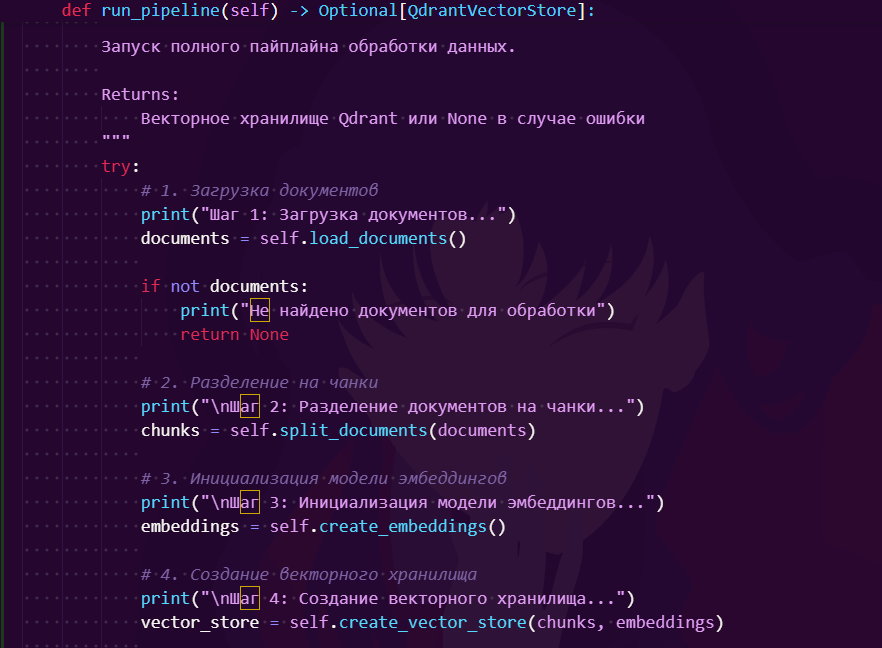 def run_pipeline(self) -> Optional[QdrantVectorStore]:
Запуск полного пайплайна обработки данных.
Returns:
Векторное хранилище Qdrant или None в случае ошибки
"""
try:
# 1. Загрузка документов
print("Шаг 1: Загрузка документов...")
documents = self.load_documents()
if not documents:
print("Не найдено документов для обработки")
return None
# 2. Разделение на чанки
print("\nШаг 2: Разделение документов на чанки...")
chunks = self.split_documents(documents)
# 3. Инициализация модели эмбеддингов
print("\nШаг 3: Инициализация модели эмбеддингов...")
embeddings = self.create_embeddings()
# 4. Создание векторного хранилища
print("\nШаг 4: Создание векторного хранилища...")
vector_store = self.create_vector_store(chunks, embeddings)